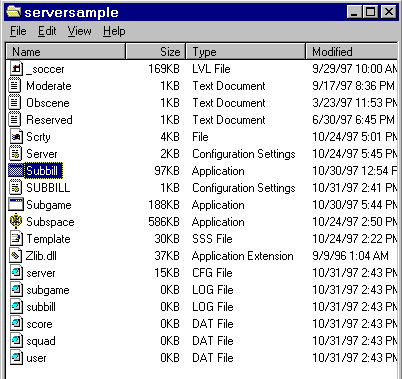 serversample
File Edit View Help
Name Size Type Modified
_soccer 169KB LVL File 9/29/97 10:00 AM
Moderate 1KB Text Document 9/17/97 8:36 PM
Obscene 1KB Text Document 3/23/97 11:53 PM
Reserved 1KB Text Document 6/30/97 6:45 PM
Scrty 4KB File 10/24/97 5:01 PM
Server 2KB Configuration Settings 10/24/97 5:45 PM
Subbill 97KB Application 10/30/97 12:54 P
SUBBILL 1KB Configuration Settings 10/31/97 2:41 PM
Subgame 188KB Application 10/30/97 5:44 PM
Subspace 586KB Application 10/24/97 2:50 PM
Template 30KB SSS File 10/24/97 2:22 PM
Zlib.dll 37KB Application Extension 9/9/96 1:04 AM
server 15KB CFG File 10/31/97 2:43 PM
subgame 0KB LOG File 10/31/97 2:43 PM
subbill 0KB LOG File 10/31/97 2:43 PM
score 0KB DAT File 10/31/97 2:43 PM
squad 0KB DAT File 10/31/97 2:43 PM
user 0KB DAT File 10/31/97 2:43 PM